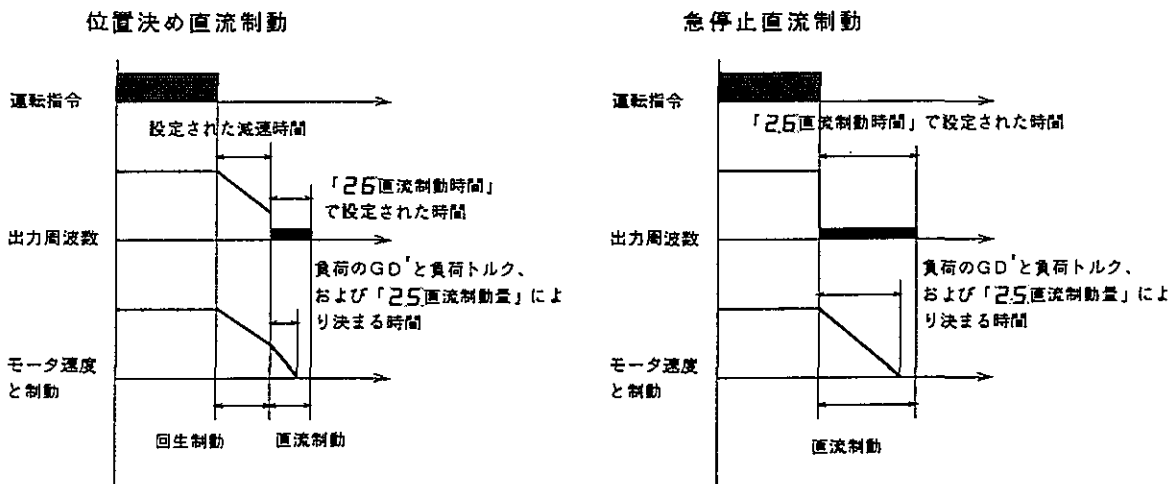 位置決め直流制動
運転指令
設定された減速時間
「2.6直流制動時間」
で設定された時間
出力周波数
負荷のGD²と負荷トルク、
および「2.5直流制動量」によ
り決まる時間
モータ速度
と制動
回生制動
直流制動
急停止直流制動
運転指令
「2.6直流制動時間」で設定された時間
出力周波数
負荷のGD²と負荷トルク、
および「2.5直流制動量」によ
り決まる時間
モータ速度
と制動
直流制動